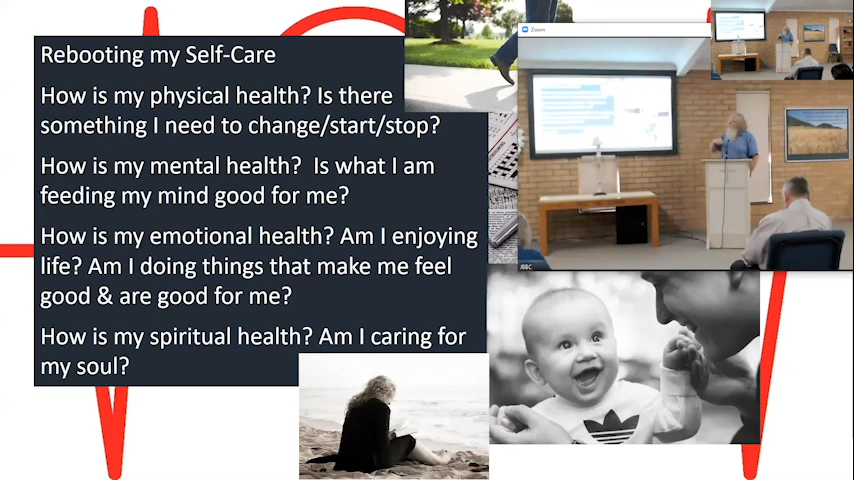 Rebooting my Self-Care
How is my physical health? Is there
something I need to change/start/stop?
How is my mental health?  Is what I am
feeding my mind good for me?
How is my emotional health? Am I enjoying
life? Am I doing things that make me feel
good & are good for me?
How is my spiritual health? Am I caring for
my soul?
Zoom
JBBC